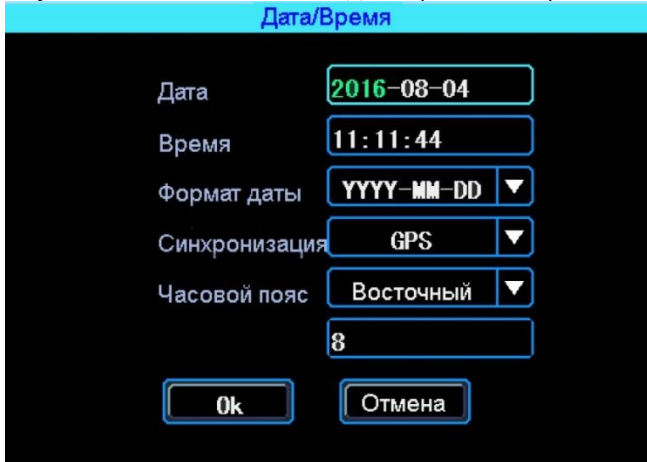 Дата/Время
Дата 2016-08-04
Время 11:11:44
Формат даты YYYY-MM-DD
Синхронизация GPS
Часовой пояс Восточный
8
Ok Отмена